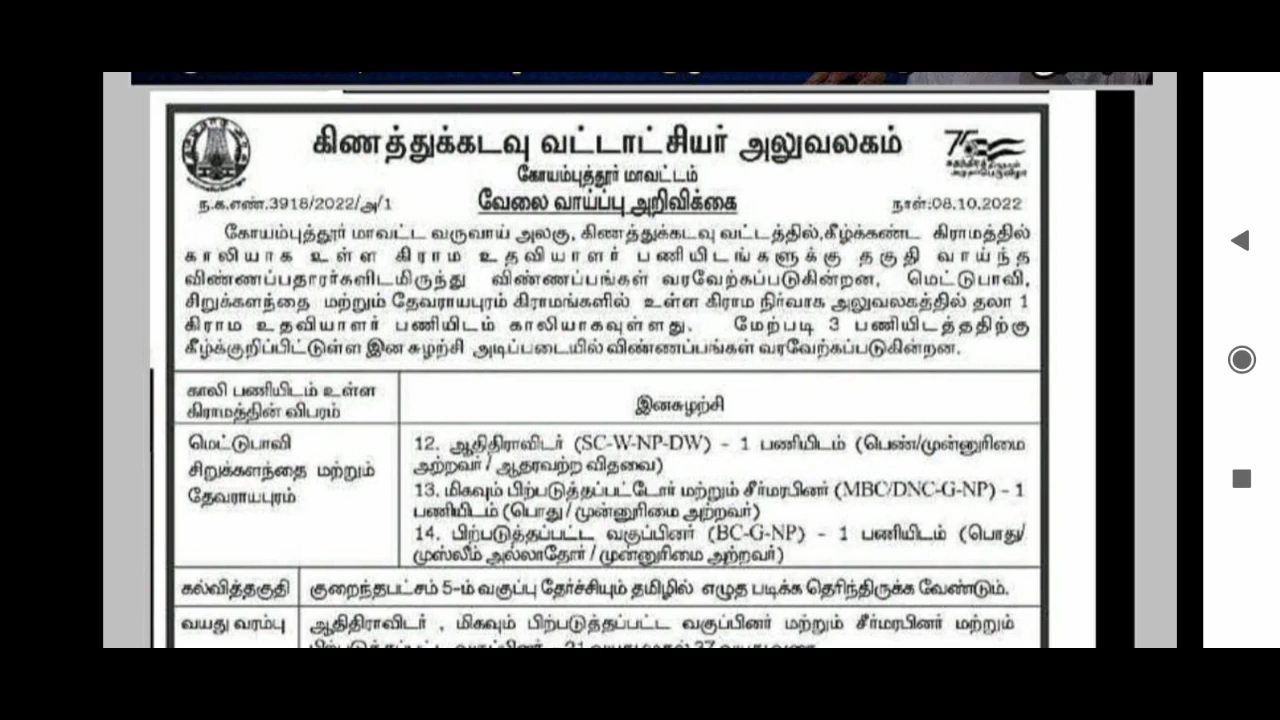 கிணத்துக்கடவு வட்டாட்சியர் அலுவலகம்
கோயம்புத்தூர் மாவட்டம்
ந.க.எண்.3918/2022/அ/1 வேலை வாய்ப்பு அறிவிக்கை நாள்:08.10.2022
கோயம்புத்தூர் மாவட்ட வருவாய் அலகு, கிணத்துக்கடவு வட்டத்தில்,கீழ்க்கண்ட கிராமத்தில்
காலியாக உள்ள கிராம உதவியாளர் பணியிடங்களுக்கு தகுதி வாய்ந்த
விண்ணப்பதாரர்களிடமிருந்து விண்ணப்பங்கள் வரவேற்கப்படுகின்றன, மெட்டுபாவி,
சிறுக்களந்தை மற்றும் தேவராயபுரம் கிராமங்களில் உள்ள கிராம நிர்வாக அலுவலகத்தில் தலா 1
கிராம உதவியாளர் பணியிடம் காலியாகவுள்ளது. மேற்படி 3 பணியிடத்ததிற்கு
கீழ்க்குறிப்பிட்டுள்ள இன சுழற்சி அடிப்படையில் விண்ணப்பங்கள் வரவேற்கப்படுகின்றன.
காலி பணியிடம் உள்ள
கிராமத்தின் விபரம்
இனசுழற்சி
மெட்டுபாவி
சிறுக்களந்தை மற்றும்
தேவராயபுரம்
12. ஆதிதிராவிடர் (SC-W-NP-DW) - 1 பணியிடம் (பெண்/முன்னுரிமை
அற்றவர் / ஆதரவற்ற விதவை)
13. மிகவும் பிற்படுத்தப்பட்டோர் மற்றும் சீர்மரபினர் (MBC/DNC-G-NP) - 1
பணியிடம் (பொது / முன்னுரிமை அற்றவர்)
14. பிற்படுத்தப்பட்ட வகுப்பினர் (BC-G-NP) - 1 பணியிடம் (பொது/
முஸ்லீம் அல்லாதோர் / முன்னுரிமை அற்றவர்)
கல்வித்தகுதி குறைந்தபட்சம் 5-ம் வகுப்பு தேர்ச்சியும் தமிழில் எழுத படிக்க தெரிந்திருக்க வேண்டும்.
வயது வரம்பு ஆதிதிராவிடர் , மிகவும் பிற்படுத்தப்பட்ட வகுப்பினர் மற்றும் சீர்மரபினர் மற்றும்